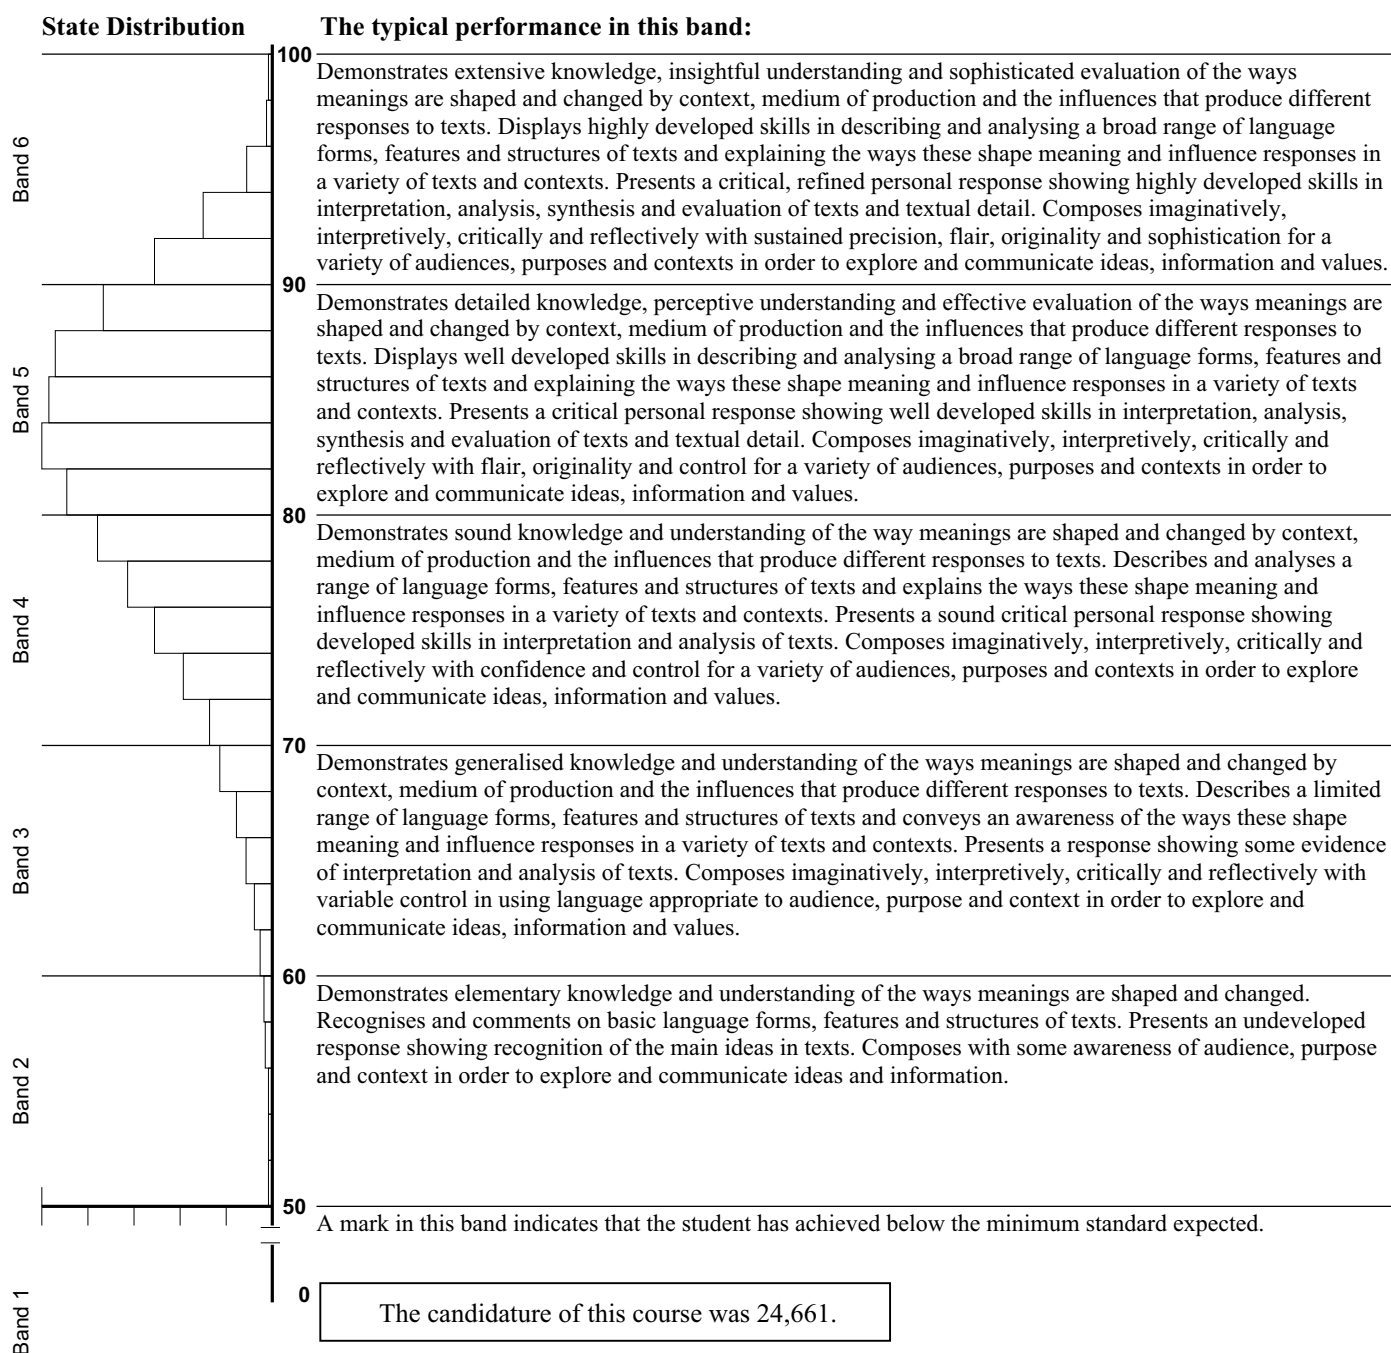 State Distribution
The typical performance in this band:
100
Band 6
Demonstrates extensive knowledge, insightful understanding and sophisticated evaluation of the ways
meanings are shaped and changed by context, medium of production and the influences that produce different
responses to texts. Displays highly developed skills in describing and analysing a broad range of language
forms, features and structures of texts and explaining the ways these shape meaning and influence responses in
a variety of texts and contexts. Presents a critical, refined personal response showing highly developed skills in
interpretation, analysis, synthesis and evaluation of texts and textual detail. Composes imaginatively,
interpretively, critically and reflectively with sustained precision, flair, originality and sophistication for a
variety of audiences, purposes and contexts in order to explore and communicate ideas, information and values.
90
Band 5
Demonstrates detailed knowledge, perceptive understanding and effective evaluation of the ways meanings are
shaped and changed by context, medium of production and the influences that produce different responses to
texts. Displays well developed skills in describing and analysing a broad range of language forms, features and
structures of texts and explaining the ways these shape meaning and influence responses in a variety of texts
and contexts. Presents a critical personal response showing well developed skills in interpretation, analysis,
synthesis and evaluation of texts and textual detail. Composes imaginatively, interpretively, critically and
reflectively with flair, originality and control for a variety of audiences, purposes and contexts in order to
explore and communicate ideas, information and values.
80
Band 4
Demonstrates sound knowledge and understanding of the way meanings are shaped and changed by context,
medium of production and the influences that produce different responses to texts. Describes and analyses a
range of language forms, features and structures of texts and explains the ways these shape meaning and
influence responses in a variety of texts and contexts. Presents a sound critical personal response showing
developed skills in interpretation and analysis of texts. Composes imaginatively, interpretively, critically and
reflectively with confidence and control for a variety of audiences, purposes and contexts in order to explore
and communicate ideas, information and values.
70
Band 3
Demonstrates generalised knowledge and understanding of the ways meanings are shaped and changed by
context, medium of production and the influences that produce different responses to texts. Describes a limited
range of language forms, features and structures of texts and conveys an awareness of the ways these shape
meaning and influence responses in a variety of texts and contexts. Presents a response showing some evidence
of interpretation and analysis of texts. Composes imaginatively, interpretively, critically and reflectively with
variable control in using language appropriate to audience, purpose and context in order to explore and
communicate ideas, information and values.
60
Band 2
Demonstrates elementary knowledge and understanding of the ways meanings are shaped and changed.
Recognises and comments on basic language forms, features and structures of texts. Presents an undeveloped
response showing recognition of the main ideas in texts. Composes with some awareness of audience, purpose
and context in order to explore and communicate ideas and information.
50
A mark in this band indicates that the student has achieved below the minimum standard expected.
Band 1
0
The candidature of this course was 24,661.